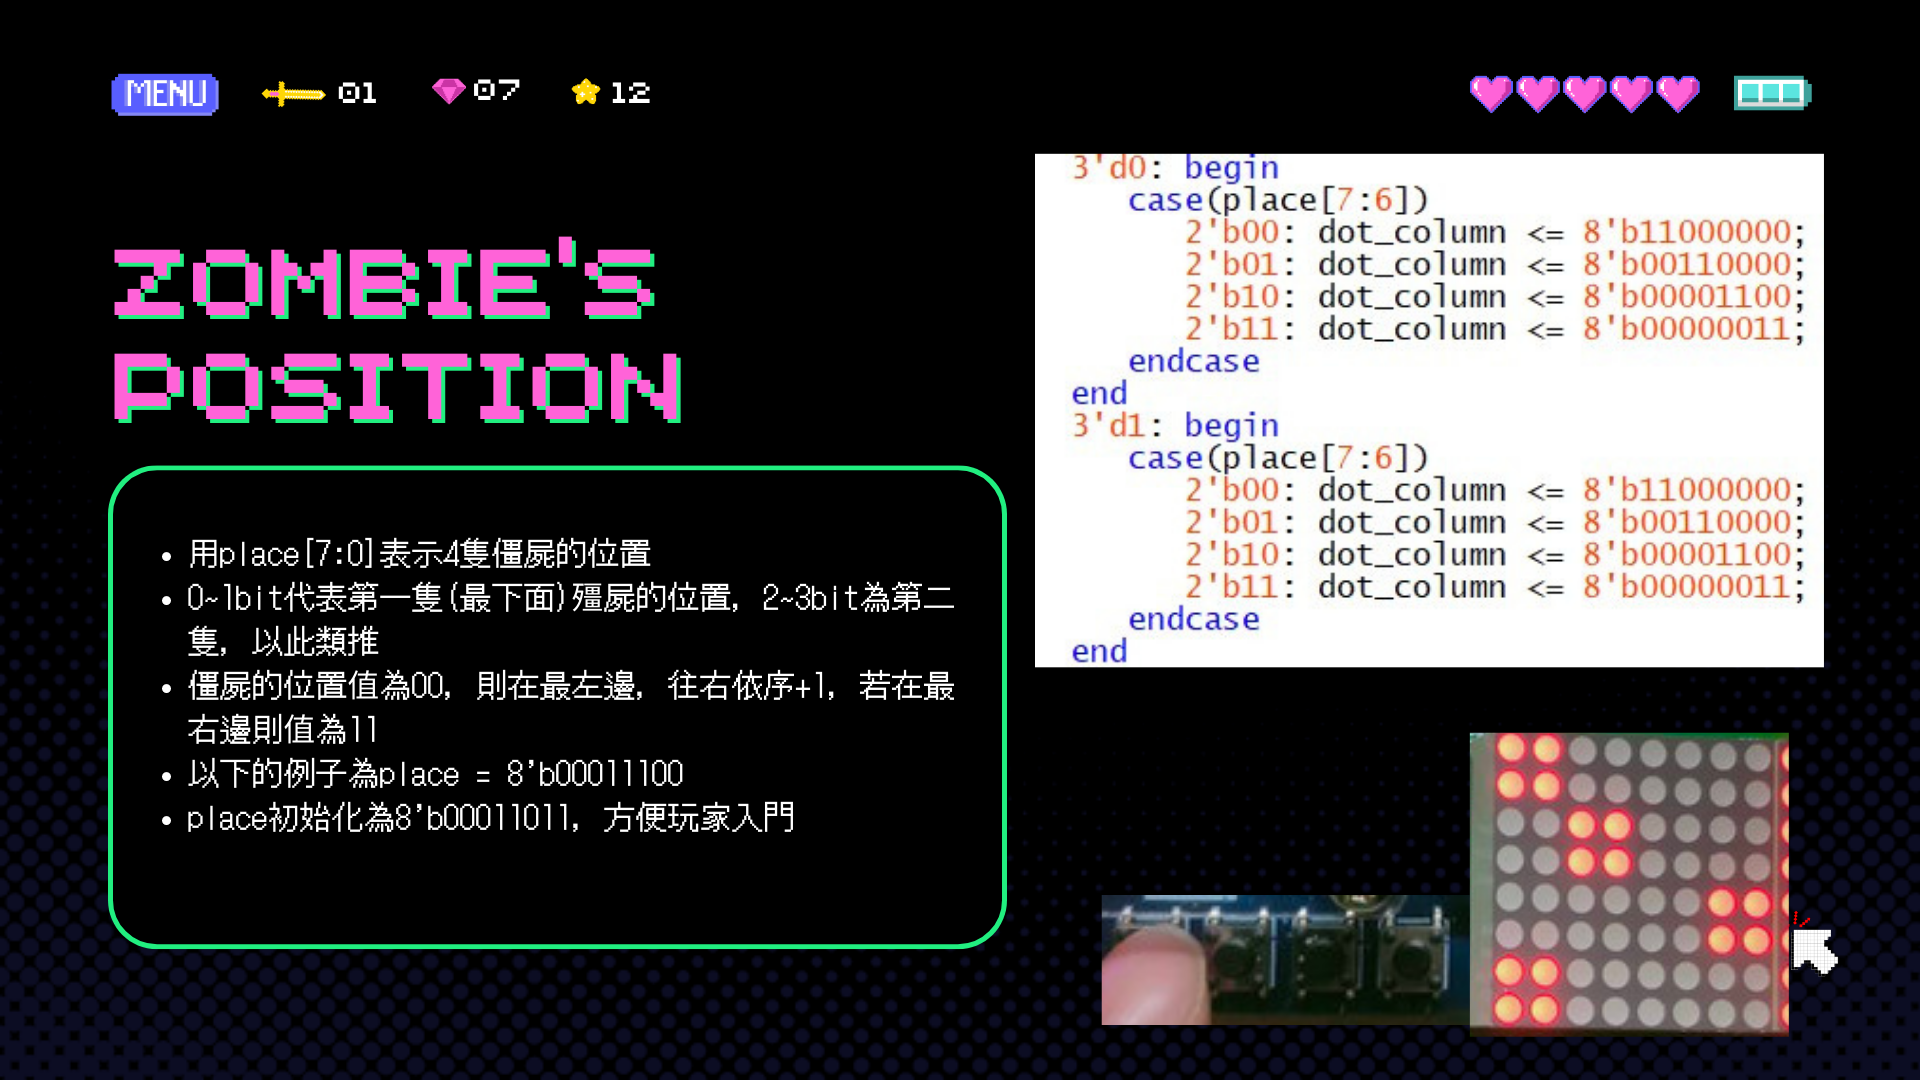 MENU 01 07 12
ZOMBIE'S
POSITION
用place[7:0]表示4隻僵屍的位置
0~1bit代表第一隻(最下面)殭屍的位置，2~3bit為第二
隻，以此類推
僵屍的位置值為00，則在最左邊，往右依序+1，若在最
右邊則值為11
以下的例子為place = 8'b00011100
place初始化為8'b00011011，方便玩家入門
3'd0: begin
case(place[7:6])
2'b00: dot_column <= 8'b11000000;
2'b01: dot_column <= 8'b00110000;
2'b10: dot_column <= 8'b00001100;
2'b11: dot_column <= 8'b00000011;
endcase
end
3'd1: begin
case(place[7:6])
2'b00: dot_column <= 8'b11000000;
2'b01: dot_column <= 8'b00110000;
2'b10: dot_column <= 8'b00001100;
2'b11: dot_column <= 8'b00000011;
endcase
end